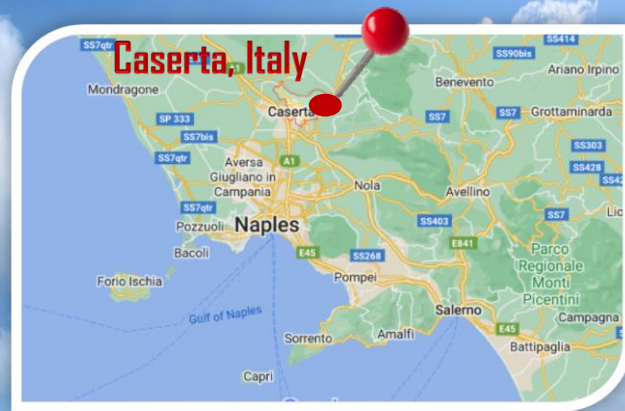 Caserta, Italy
SS7qtr
A1
SS414
SS90bis
Ariano Irpino
Mondragone
Benevento
Caserta
SP 333
SS7
SS7
Grottaminarda
SS7bis
SS303
SS7qtr
Aversa
A1
SS428
Giugliano in
Campania
Nola
Avellino
SS7qtr
SS403
SS7
Pozzuoli
Naples
Bacoli
E45
SS268
E841
Parco
Regionale
Monti
Picentini
Forio Ischia
Pompei
Salerno
Campagna
Gulf of Naples
E45
Sorrento
Amalfi
Battipaglia
Capri